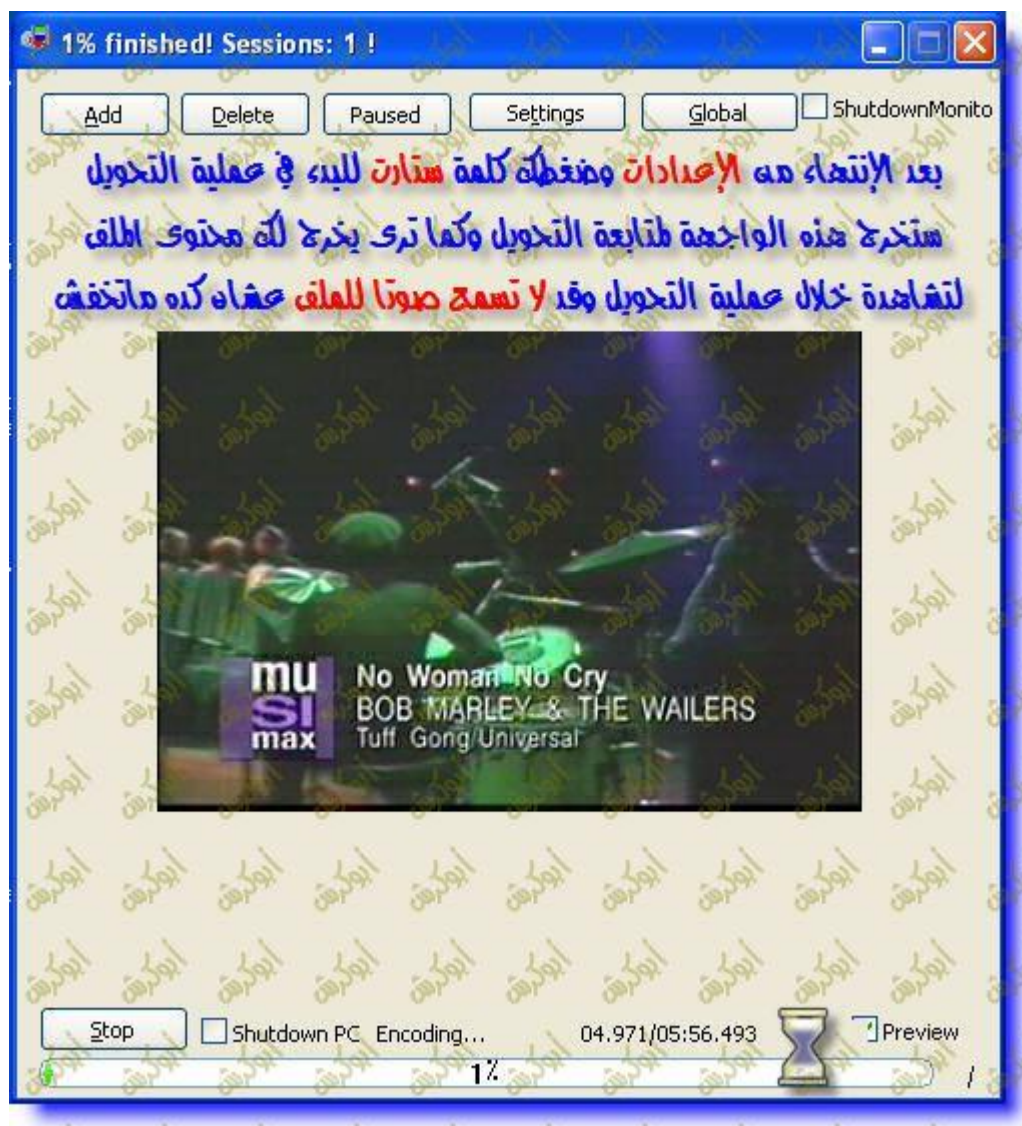 1% finished! Sessions: 1 !
Add Delete Paused Settings Global ShutdownMonito
بعد الإنتهاء من الإعدادات وضغطك كلمة ستارت للبدء في عملية التحويل
ستخرج هذه الواجهة لمتابعة التحويل وكما ترى يخرج لك محتوى الملف
لتشاهدة خلال عملية التحويل وقد لا تسمح صوتا للملف عشان كده ماتخفش
mu
SI
max
No Woman No Cry
BOB MARLEY & THE WAILERS
Tuff Gong/Universal
Stop Shutdown PC Encoding... 04.971/05:56.493 Preview
1% /
أبوكرش